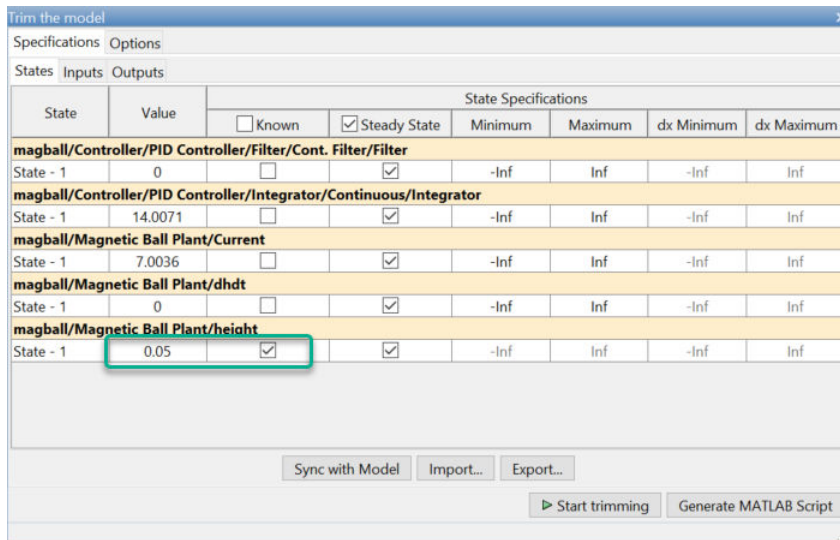 Trim the model
Specifications Options
States Inputs Outputs
State Value State Specifications
Known Steady State Minimum Maximum dx Minimum dx Maximum
magball/Controller/PID Controller/Filter/Cont. Filter/Filter
State - 1 0 -Inf Inf -Inf Inf
magball/Controller/PID Controller/Integrator/Continuous/Integrator
State - 1 14.0071 -Inf Inf -Inf Inf
magball/Magnetic Ball Plant/Current
State - 1 7.0036 -Inf Inf -Inf Inf
magball/Magnetic Ball Plant/dhdt
State - 1 0 -Inf Inf -Inf Inf
magball/Magnetic Ball Plant/height
State - 1 0.05 -Inf Inf -Inf Inf
Sync with Model Import... Export...
Start trimming Generate MATLAB Script